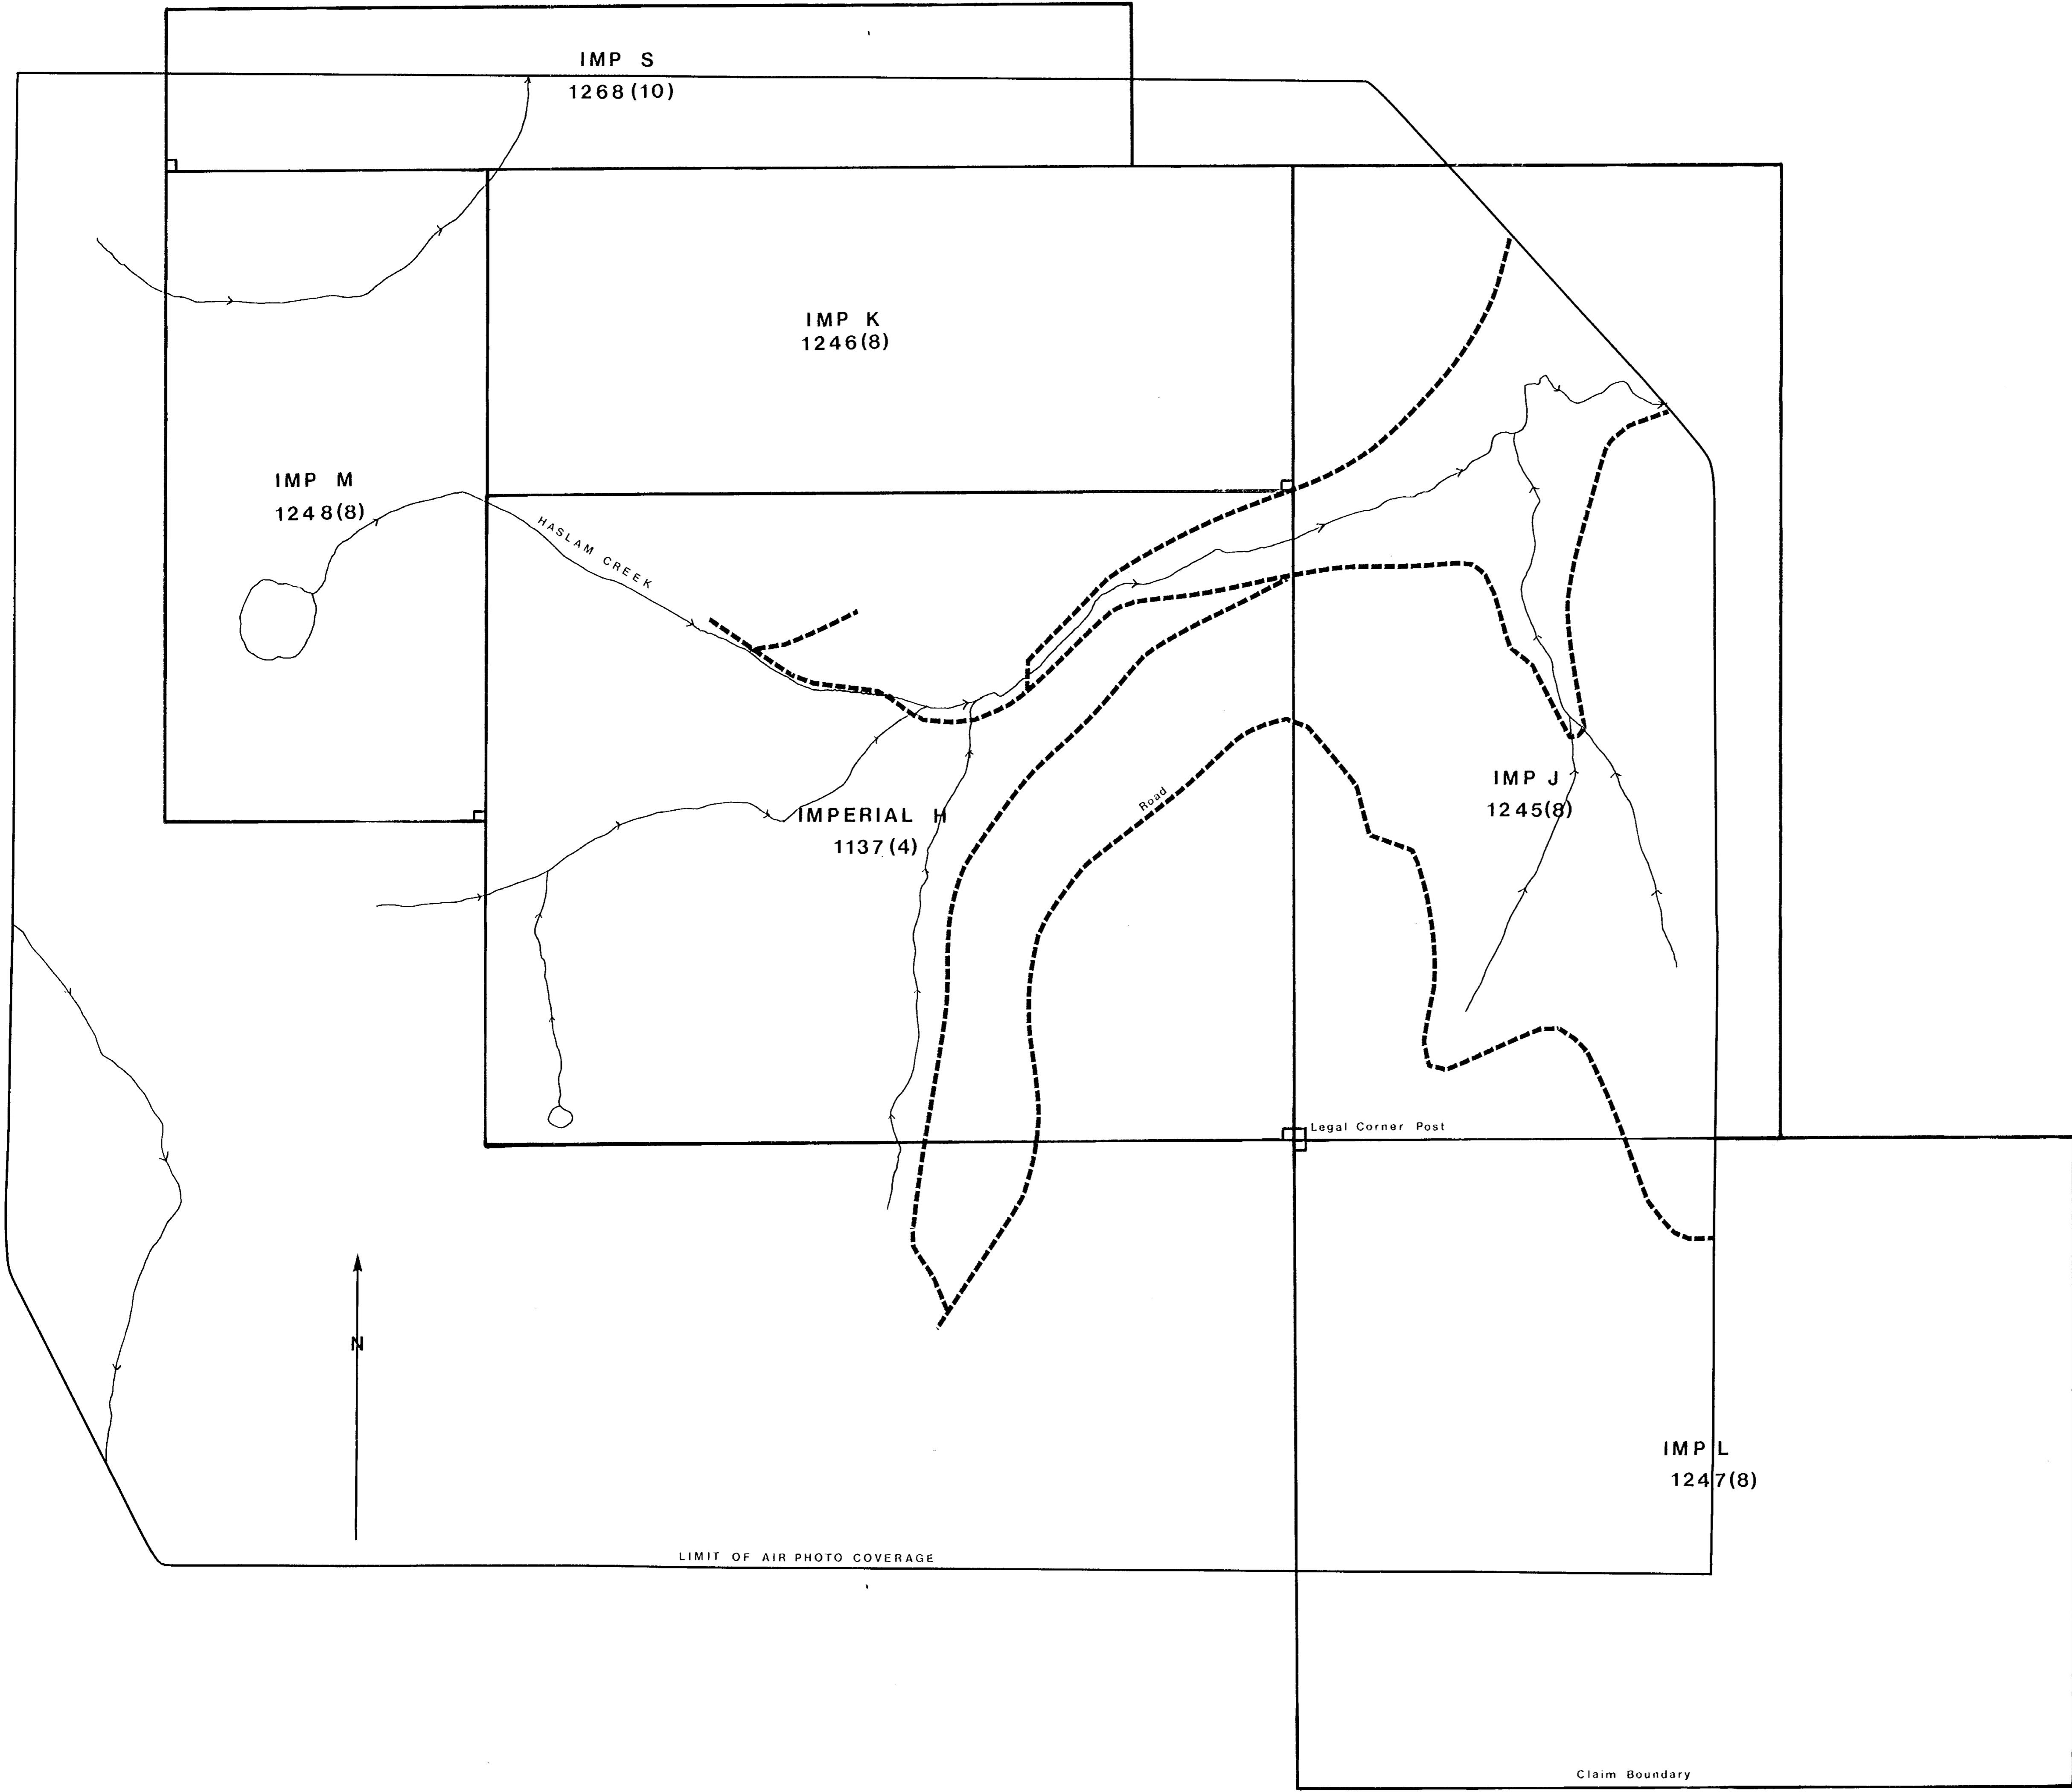 IMP S
1268(10)
IMP K
1246(8)
IMP M
1248(8)
HASLAM CREEK
IMP J
1245(8)
Road
IMPERIAL H
1137(4)
Legal Corner Post
N
IMP L
1247(8)
LIMIT OF AIR PHOTO COVERAGE
Claim Boundary